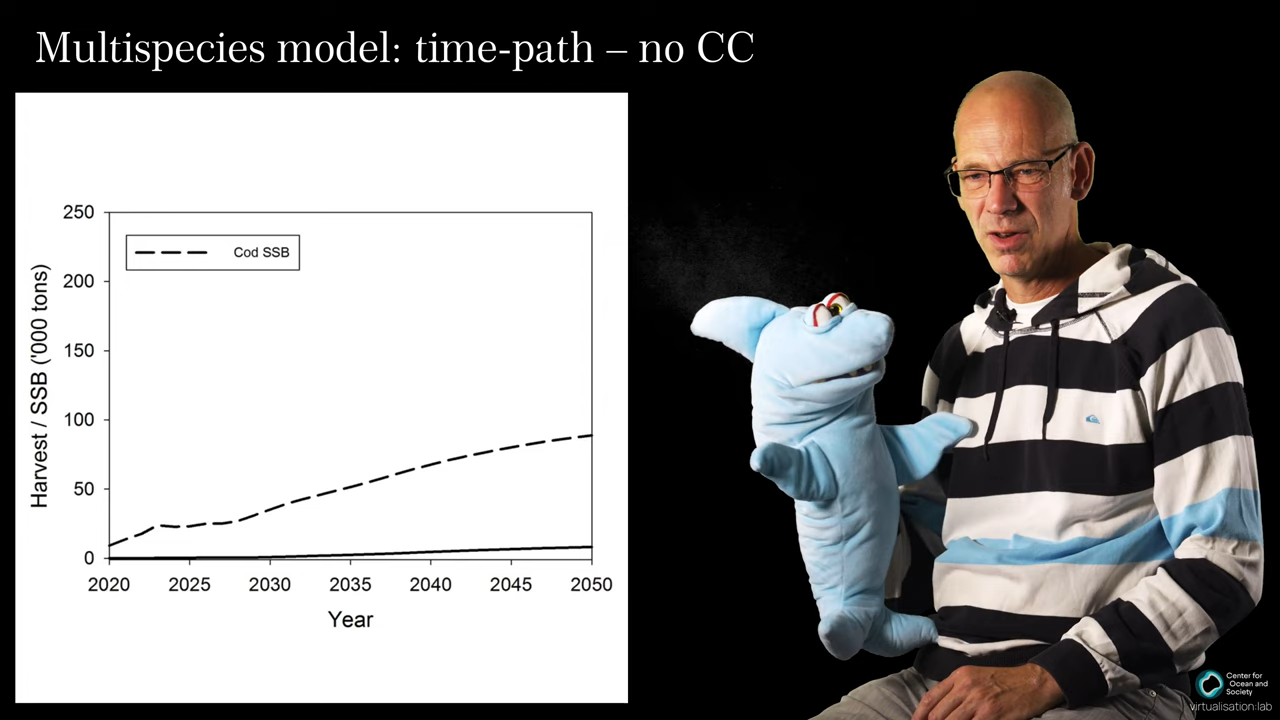 Multispecies model: time-path – no CC
250
200
150
100
50
0
Harvest / SSB ('000 tons)
Cod SSB
2020 2025 2030 2035 2040 2045 2050
Year
Center for
Ocean and
Society
virtualisation:lab